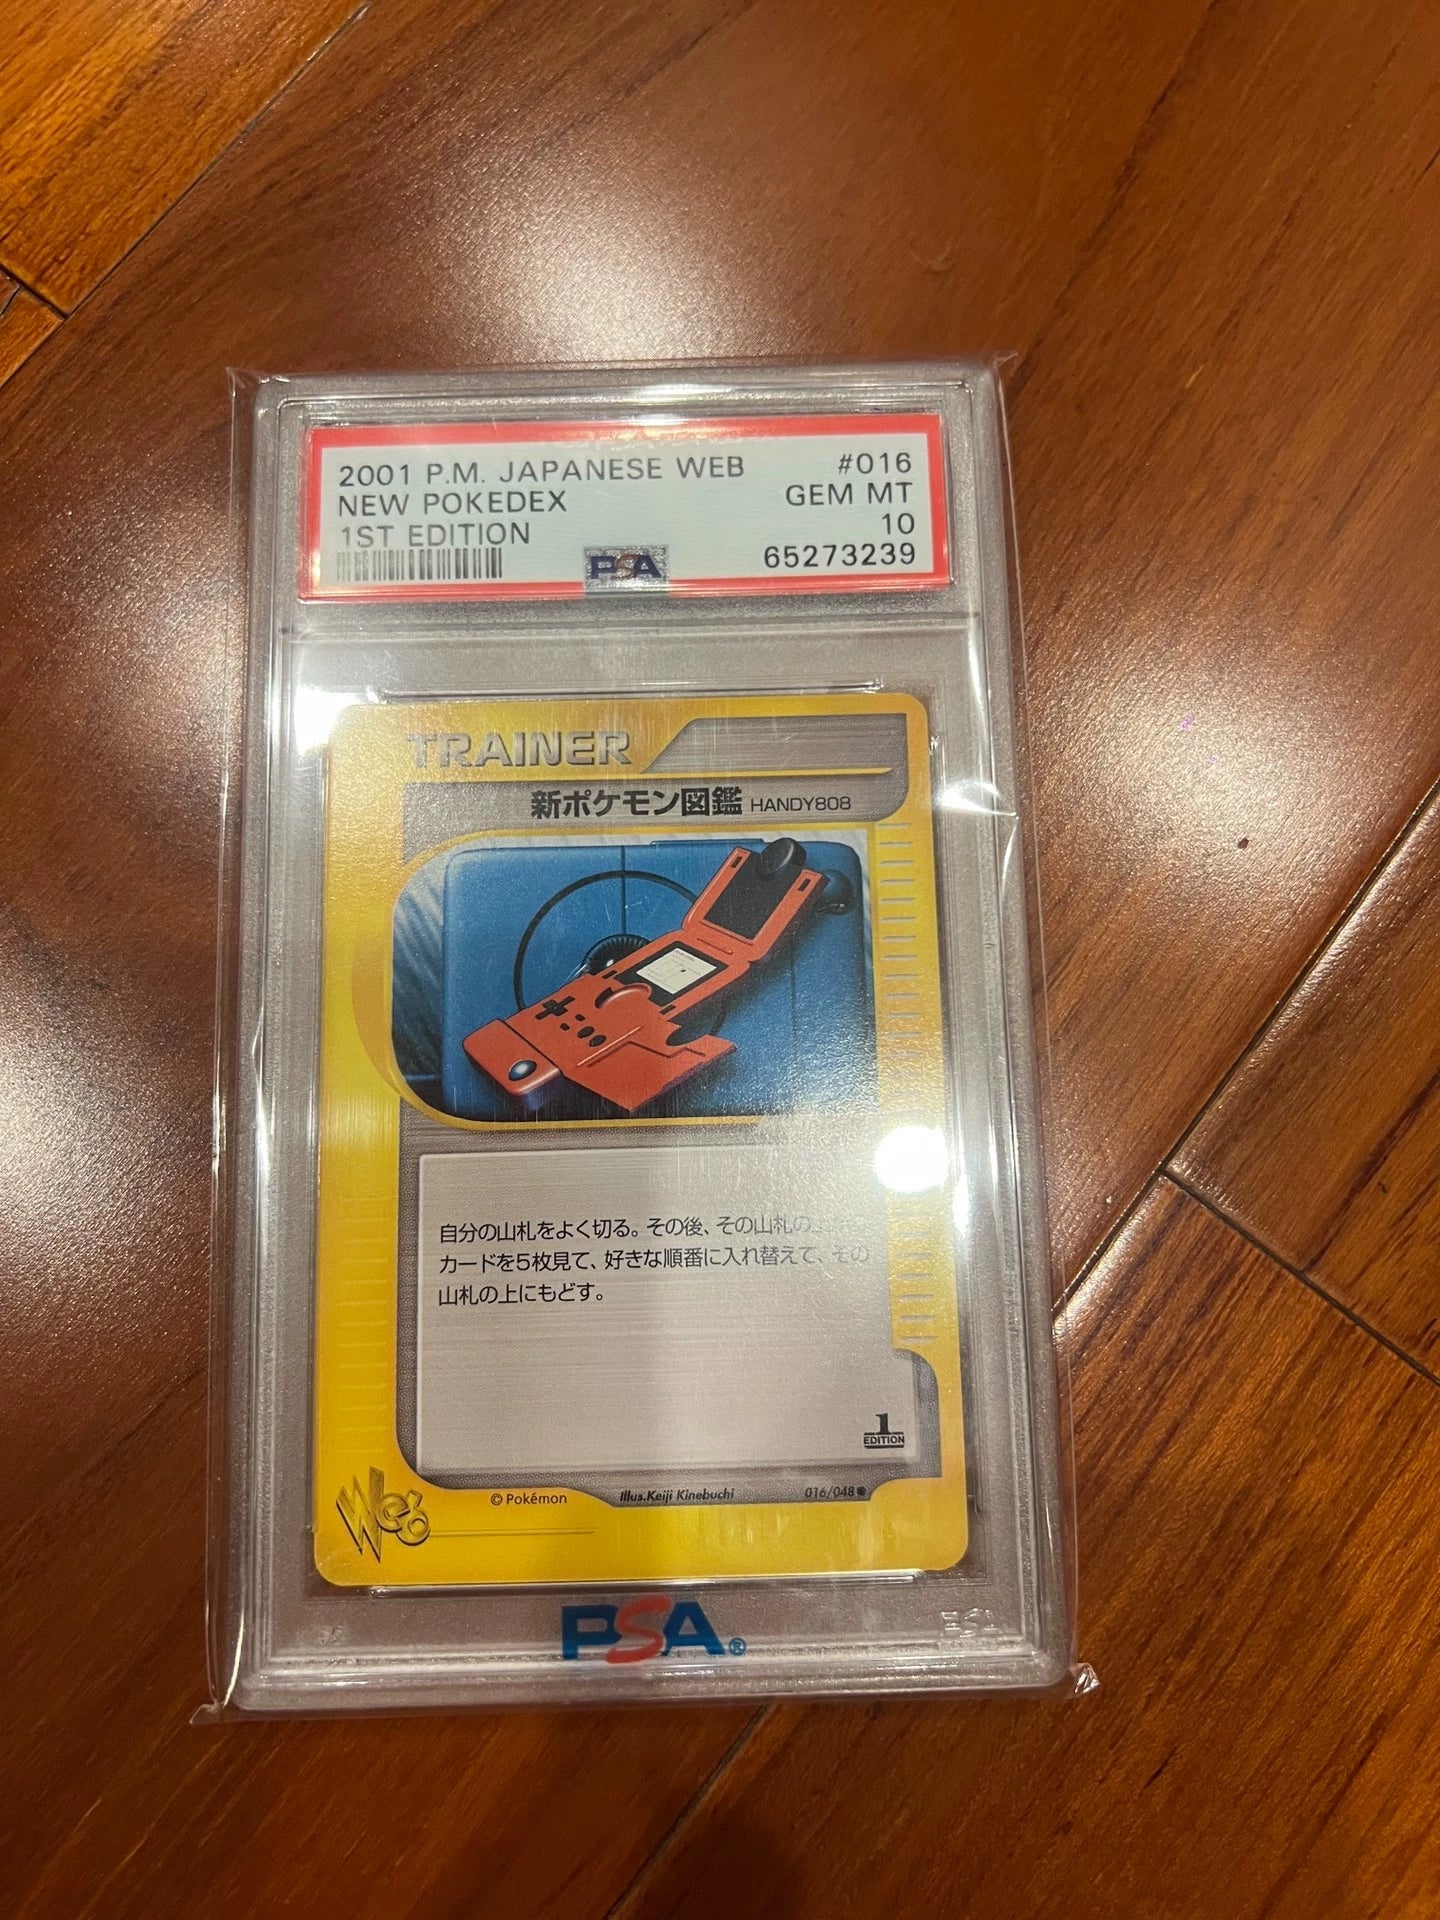 2001 P.M. JAPANESE WEB #016
NEW POKEDEX GEM MT
1ST EDITION 10
PSA 65273239
TRAINER
新ポケモン図鑑 HANDY808
自分の山札をよく切る。その後、その山札の上の
カードを5枚見て、好きな順番に入れ替えて、その
山札の上にもどす。
1
EDITION
Web © Pokémon Illus.Keiji Kinebuchi 016/048
PSA®